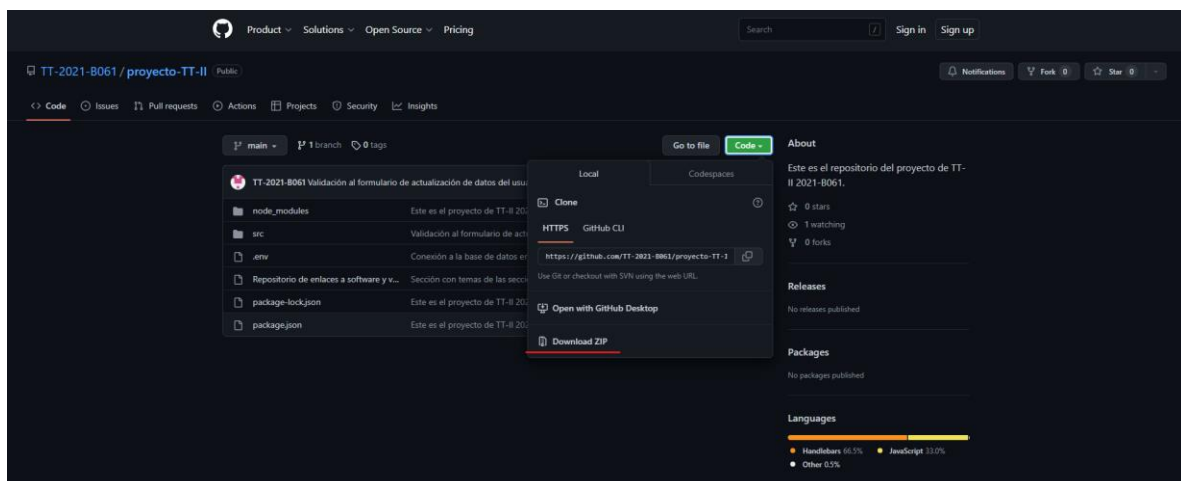 Product Solutions Open Source Pricing Search / Sign in Sign up
TT-2021-B061 / proyecto-TT-II Public Notifications Fork 0 Star 0
Code Issues Pull requests Actions Projects Security Insights
main 1 branch 0 tags Go to file Code
TT-2021-B061 Validación al formulario de actualización de datos del usu
node_modules Este es el proyecto de TT-II 202
src Validación al formulario de actu
.env Conexión a la base de datos en
Repositorio de enlaces a software y v... Sección con temas de las secci
package-lock.json Este es el proyecto de TT-II 202
package.json Este es el proyecto de TT-II 202
Local Codespaces
Clone
HTTPS GitHub CLI
https://github.com/TT-2021-B061/proyecto-TT-I
Use Git or checkout with SVN using the web URL.
Open with GitHub Desktop
Download ZIP
About
Este es el repositorio del proyecto de TT-
II 2021-B061.
0 stars
1 watching
0 forks
Releases
No releases published
Packages
No packages published
Languages
Handlebars 66.5% JavaScript 33.0%
Other 0.5%